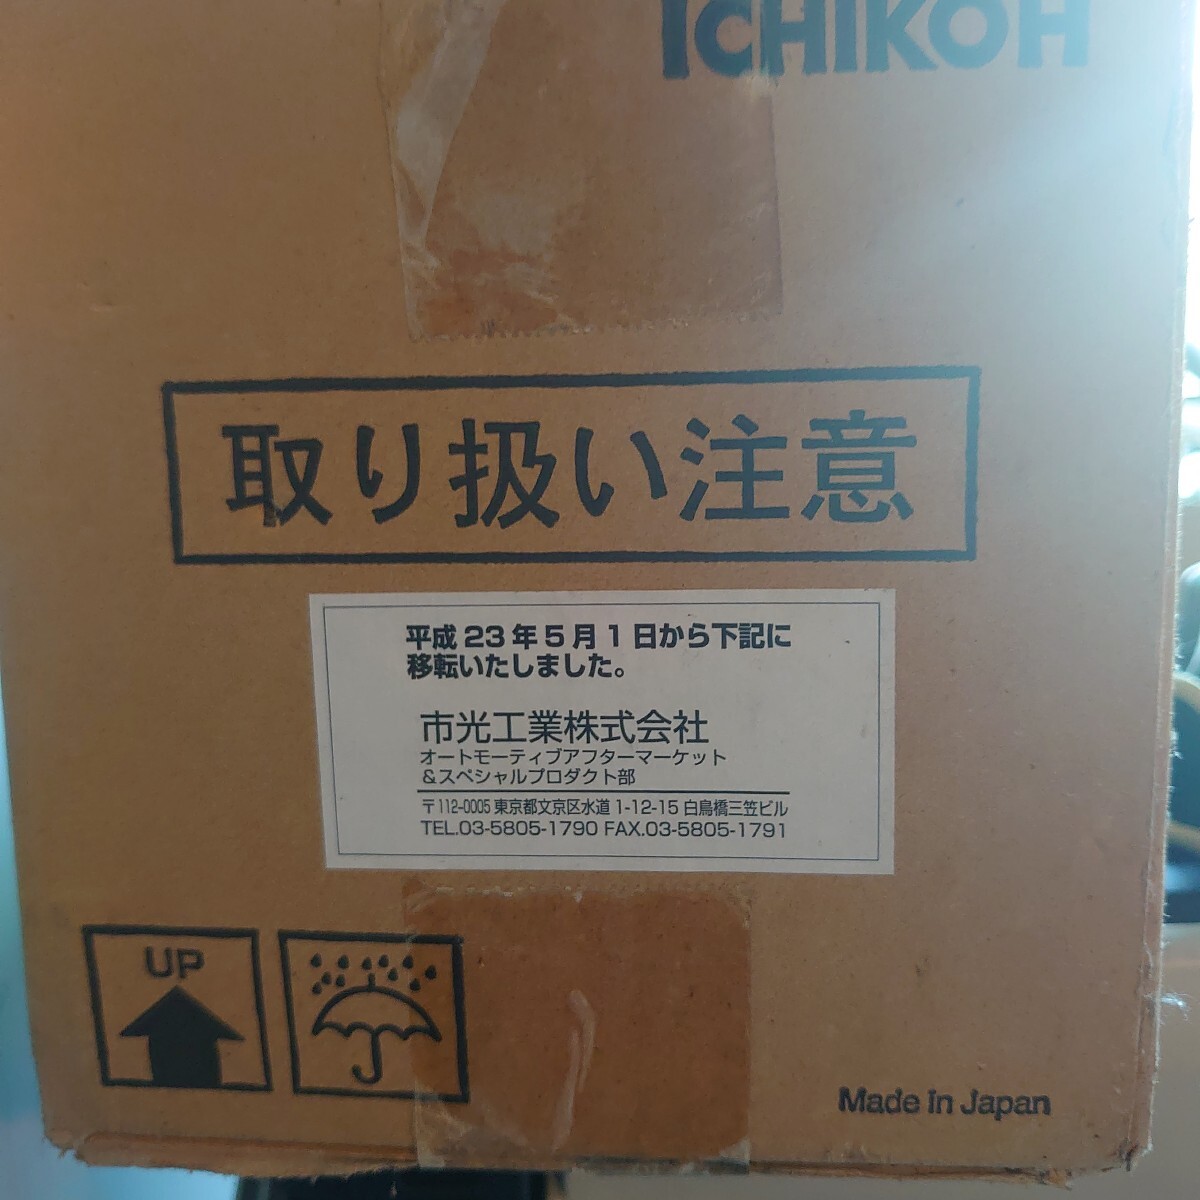 ICHIKOH
取り扱い注意
平成23年5月1日から下記に
移転いたしました。
市光工業株式会社
オートモーティブアフターマーケット
&スペシャルプロダクト部
〒112-0005 東京都文京区水道 1-12-15 白鳥橋三笠ビル
TEL.03-5805-1790 FAX.03-5805-1791
UP
Made in Japan